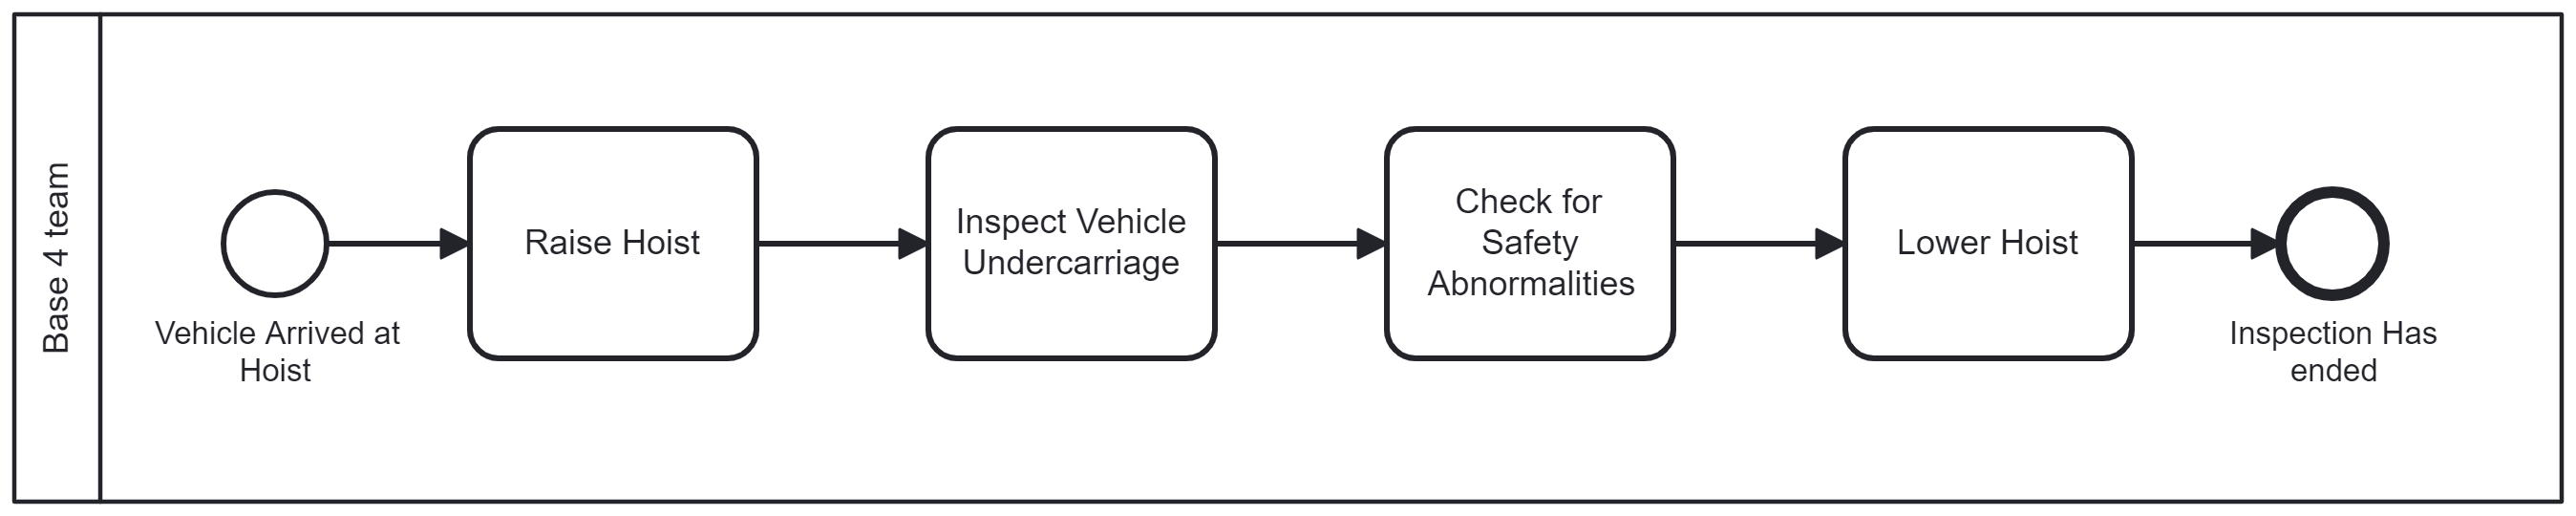 Base 4 team
Vehicle Arrived at
Hoist
Raise Hoist
Inspect Vehicle
Undercarriage
Check for
Safety
Abnormalities
Lower Hoist
Inspection Has
ended